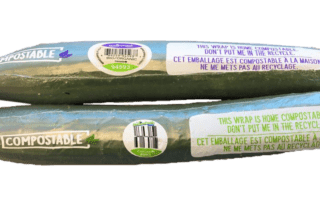 COMPOSTABLE
THIS WRAP IS HOME COMPOSTABLE.
DON'T PUT ME IN THE RECYCLE.
CET EMBALLAGE EST COMPOSTABLE À LA MAISON
NE ME METS PAS AU RECYCLAGE.
COMPOSTABLE
THIS WRAP IS HOME COMPOSTAB
DON'T PUT ME IN THE RECYCLE.
CET EMBALLAGE EST COMPOSTABLE À
NE ME METS PAS AU RECYCLAGE.